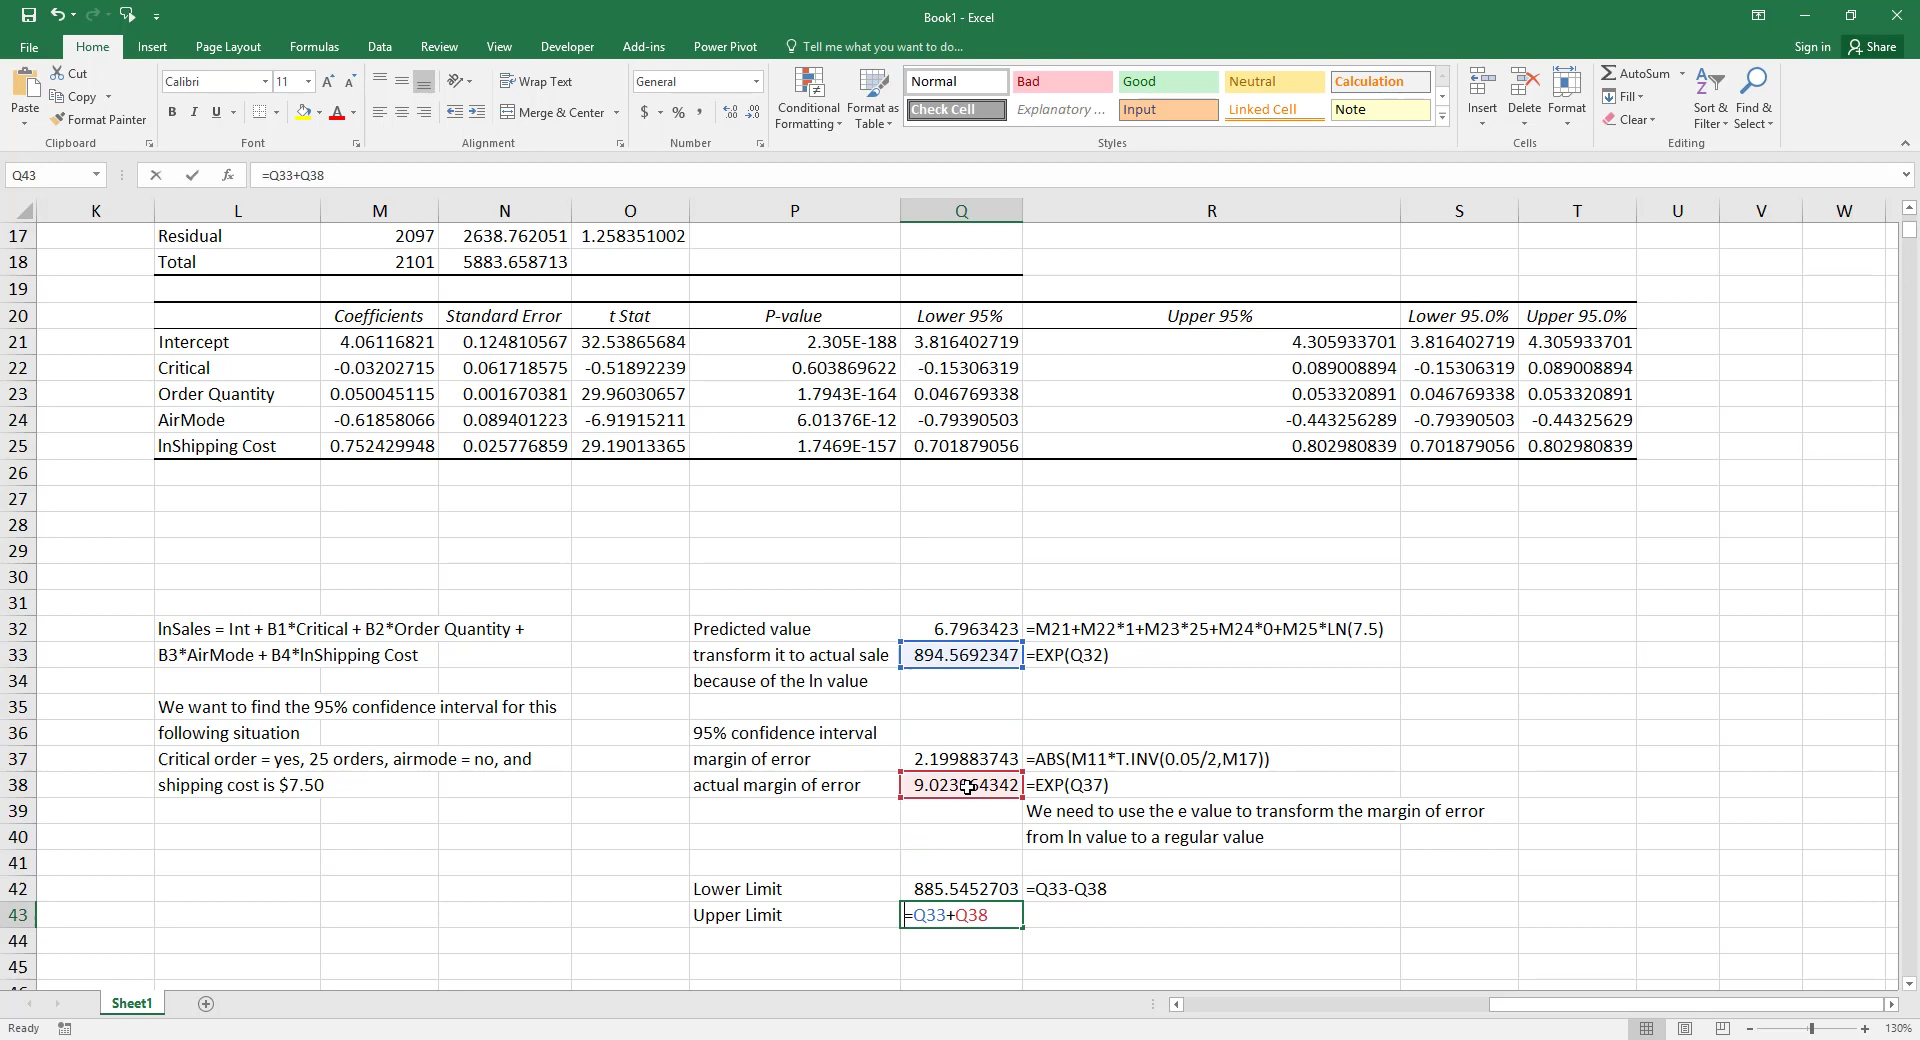 Book1 - Excel
File Home Insert Page Layout Formulas Data Review View Developer Add-ins Power Pivot Tell me what you want to do... Sign in Share
Paste
Cut
Copy
Format Painter
Clipboard
Calibri 11 A A
B I U A
Font
Wrap Text
Merge & Center
Alignment
General
$ % ,
Number
Conditional Formatting
Format as Table
Normal Bad Good Neutral Calculation
Check Cell Explanatory ... Input Linked Cell Note
Styles
Insert Delete Format
Cells
AutoSum
Fill
Clear
Sort & Filter
Find & Select
Editing
Q43 fx =Q33+Q38
K L M N O P Q R S T U V W
17 Residual 2097 2638.762051 1.258351002
18 Total 2101 5883.658713
19
20 Coefficients Standard Error t Stat P-value Lower 95% Upper 95% Lower 95.0% Upper 95.0%
21 Intercept 4.06116821 0.124810567 32.53865684 2.305E-188 3.816402719 4.305933701 3.816402719 4.305933701
22 Critical -0.03202715 0.061718575 -0.51892239 0.603869622 -0.15306319 0.089008894 -0.15306319 0.089008894
23 Order Quantity 0.050045115 0.001670381 29.96030657 1.7943E-164 0.046769338 0.053320891 0.046769338 0.053320891
24 AirMode -0.61858066 0.089401223 -6.91915211 6.01376E-12 -0.79390503 -0.443256289 -0.79390503 -0.44325629
25 lnShipping Cost 0.752429948 0.025776859 29.19013365 1.7469E-157 0.701879056 0.802980839 0.701879056 0.802980839
26
27
28
29
30
31
32 lnSales = Int + B1*Critical + B2*Order Quantity + Predicted value 6.7963423 =M21+M22*1+M23*25+M24*0+M25*LN(7.5)
33 B3*AirMode + B4*lnShipping Cost transform it to actual sale 894.5692347 =EXP(Q32)
34 because of the ln value
35 We want to find the 95% confidence interval for this
36 following situation 95% confidence interval
37 Critical order = yes, 25 orders, airmode = no, and margin of error 2.199883743 =ABS(M11*T.INV(0.05/2,M17))
38 shipping cost is $7.50 actual margin of error =EXP(Q37)
39 We need to use the e value to transform the margin of error
40 from ln value to a regular value
41
42 Lower Limit 885.5452703 =Q33-Q38
43 Upper Limit =Q33+Q38
44
45
Sheet1
Ready 130%